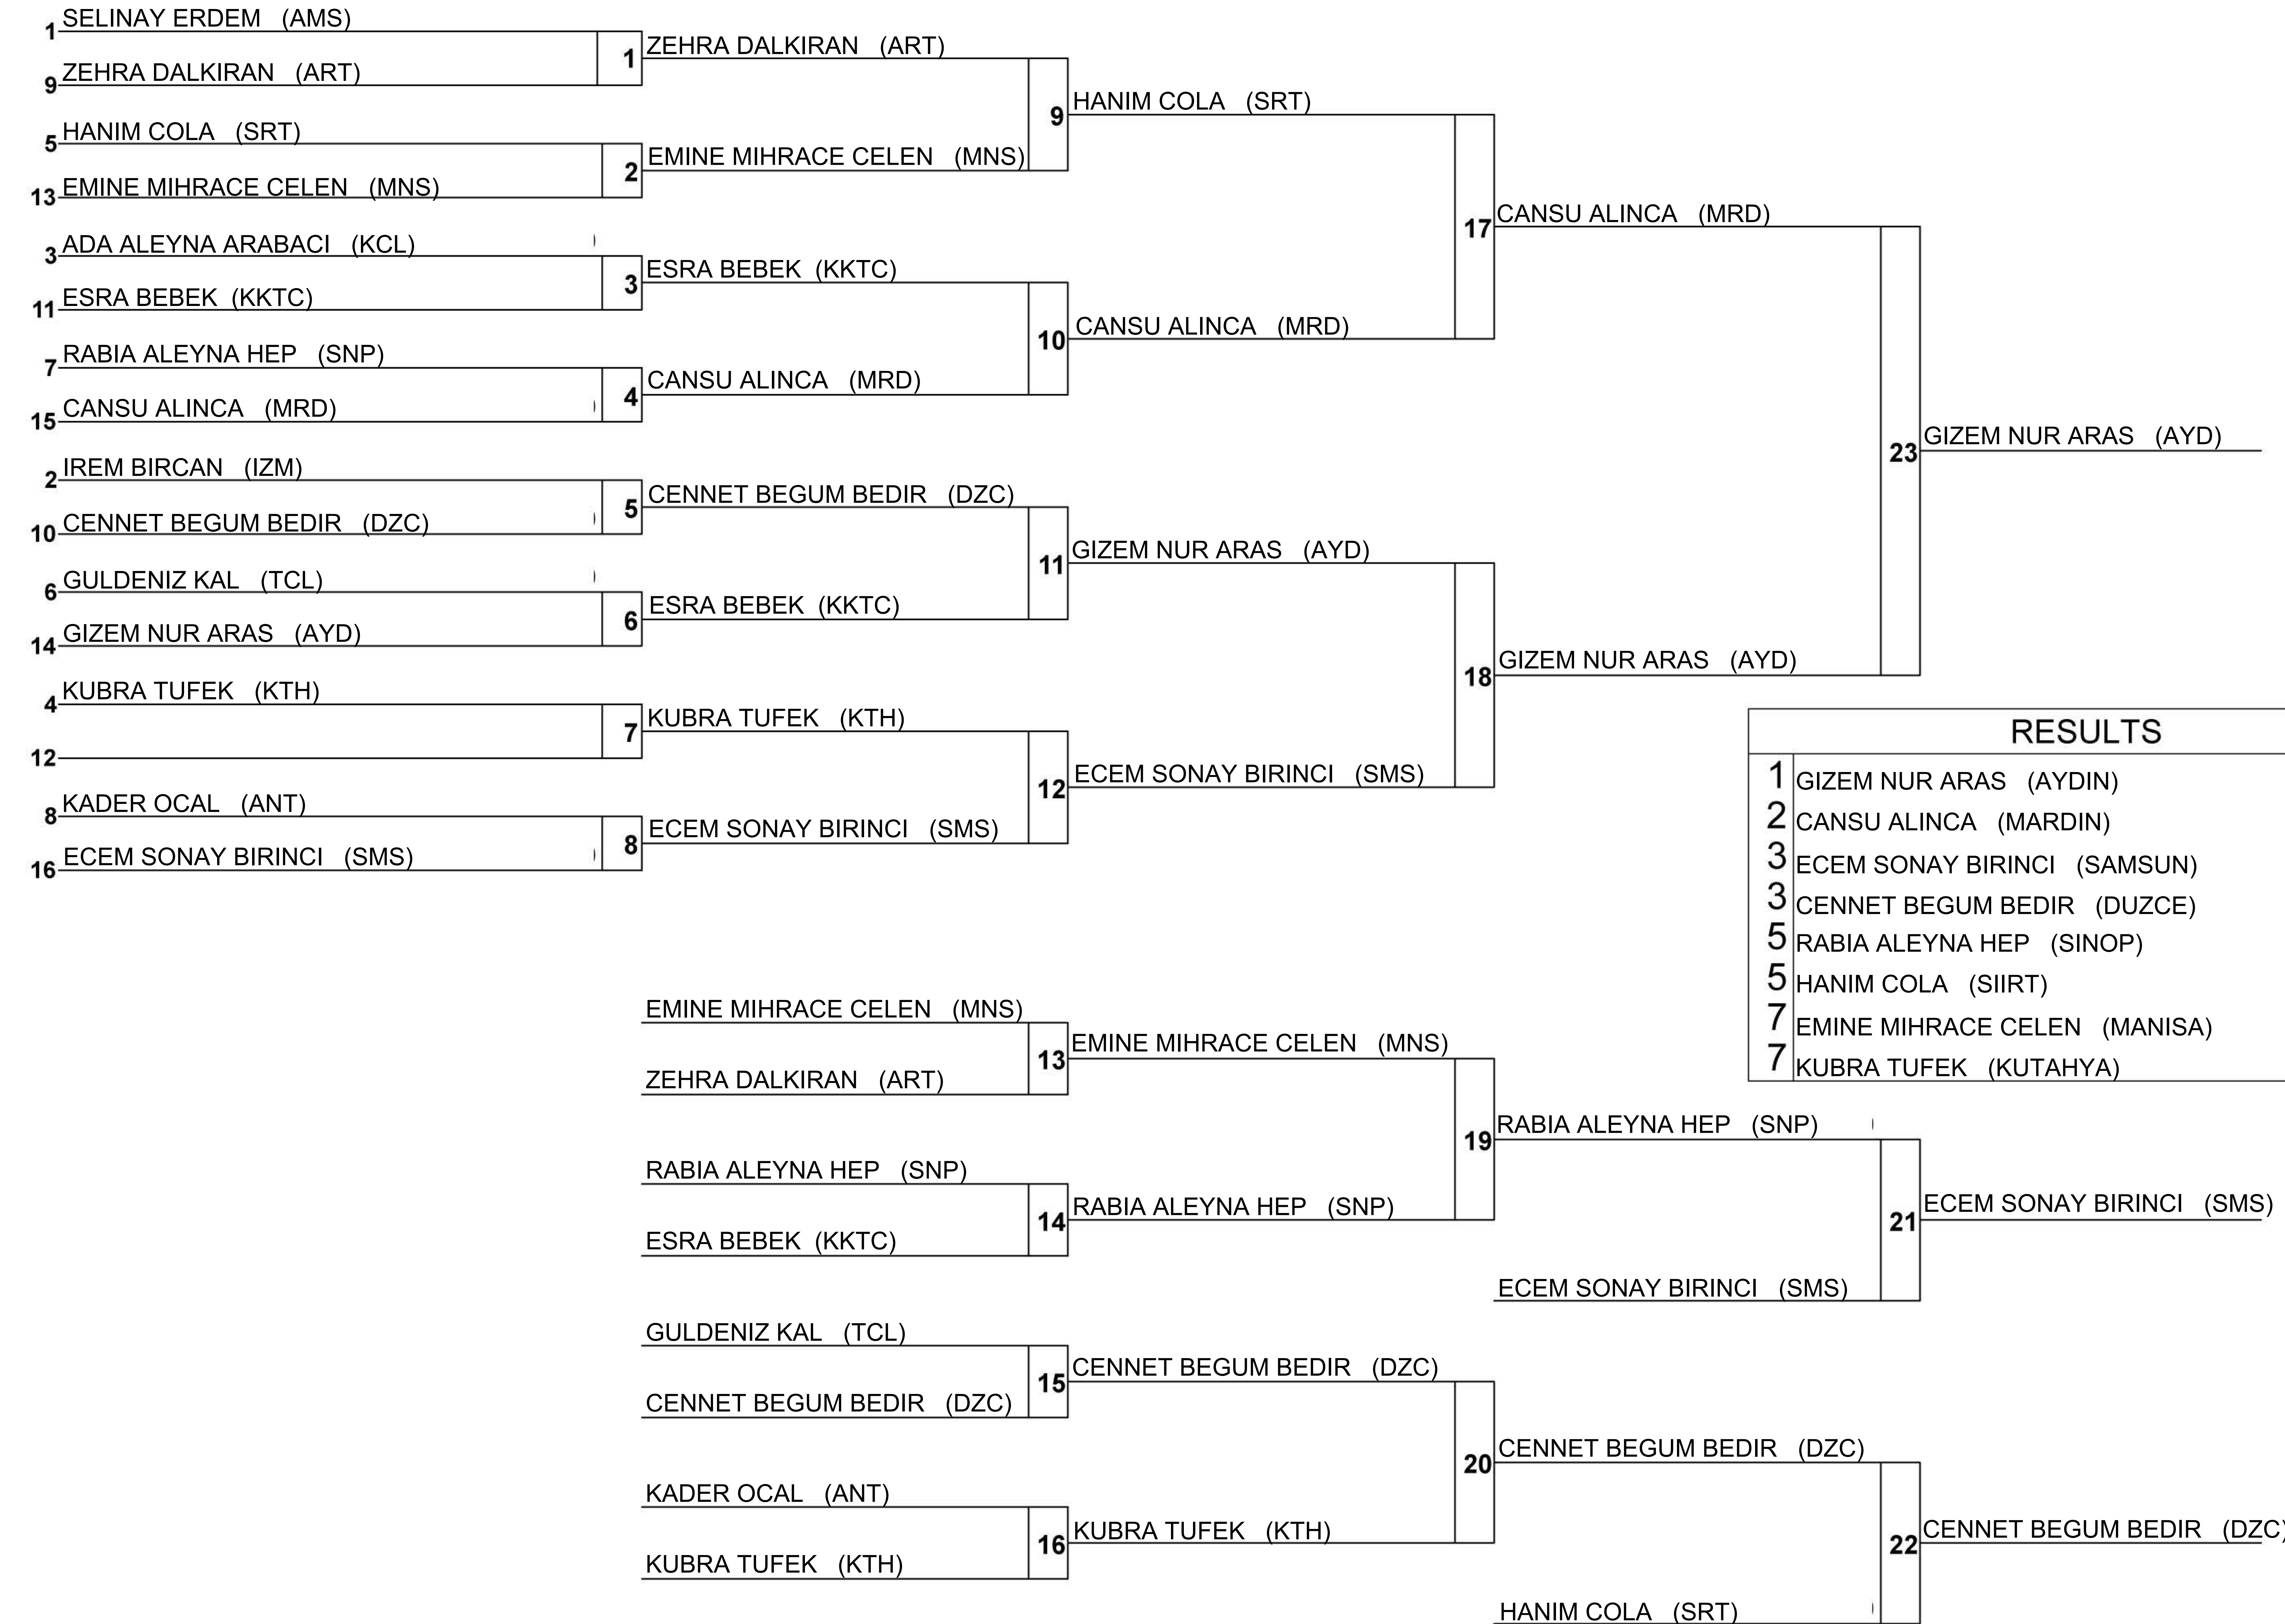 1 SELINAY ERDEM (AMS)
9 ZEHRA DALKIRAN (ART)
5 HANIM COLA (SRT)
13 EMINE MIHRACE CELEN (MNS)
3 ADA ALEYNA ARABACI (KCL)
11 ESRA BEBEK (KKTC)
7 RABIA ALEYNA HEP (SNP)
15 CANSU ALINCA (MRD)
2 IREM BIRCAN (IZM)
10 CENNET BEGUM BEDIR (DZC)
6 GULDENIZ KAL (TCL)
14 GIZEM NUR ARAS (AYD)
4 KUBRA TUFEK (KTH)
12
8 KADER OCAL (ANT)
16 ECEM SONAY BIRINCI (SMS)
1 ZEHRA DALKIRAN (ART)
2 EMINE MIHRACE CELEN (MNS)
3 ESRA BEBEK (KKTC)
4 CANSU ALINCA (MRD)
5 CENNET BEGUM BEDIR (DZC)
6 ESRA BEBEK (KKTC)
7 KUBRA TUFEK (KTH)
8 ECEM SONAY BIRINCI (SMS)
9 HANIM COLA (SRT)
10 CANSU ALINCA (MRD)
11 GIZEM NUR ARAS (AYD)
12 ECEM SONAY BIRINCI (SMS)
17 CANSU ALINCA (MRD)
18 GIZEM NUR ARAS (AYD)
23 GIZEM NUR ARAS (AYD)
RESULTS
1 GIZEM NUR ARAS (AYDIN)
2 CANSU ALINCA (MARDIN)
3 ECEM SONAY BIRINCI (SAMSUN)
3 CENNET BEGUM BEDIR (DUZCE)
5 RABIA ALEYNA HEP (SINOP)
5 HANIM COLA (SIIRT)
7 EMINE MIHRACE CELEN (MANISA)
7 KUBRA TUFEK (KUTAHYA)
EMINE MIHRACE CELEN (MNS)
ZEHRA DALKIRAN (ART)
RABIA ALEYNA HEP (SNP)
ESRA BEBEK (KKTC)
GULDENIZ KAL (TCL)
CENNET BEGUM BEDIR (DZC)
KADER OCAL (ANT)
KUBRA TUFEK (KTH)
13 EMINE MIHRACE CELEN (MNS)
14 RABIA ALEYNA HEP (SNP)
15 CENNET BEGUM BEDIR (DZC)
16 KUBRA TUFEK (KTH)
19 RABIA ALEYNA HEP (SNP)
ECEM SONAY BIRINCI (SMS)
20 CENNET BEGUM BEDIR (DZC)
HANIM COLA (SRT)
21 ECEM SONAY BIRINCI (SMS)
22 CENNET BEGUM BEDIR (DZC)